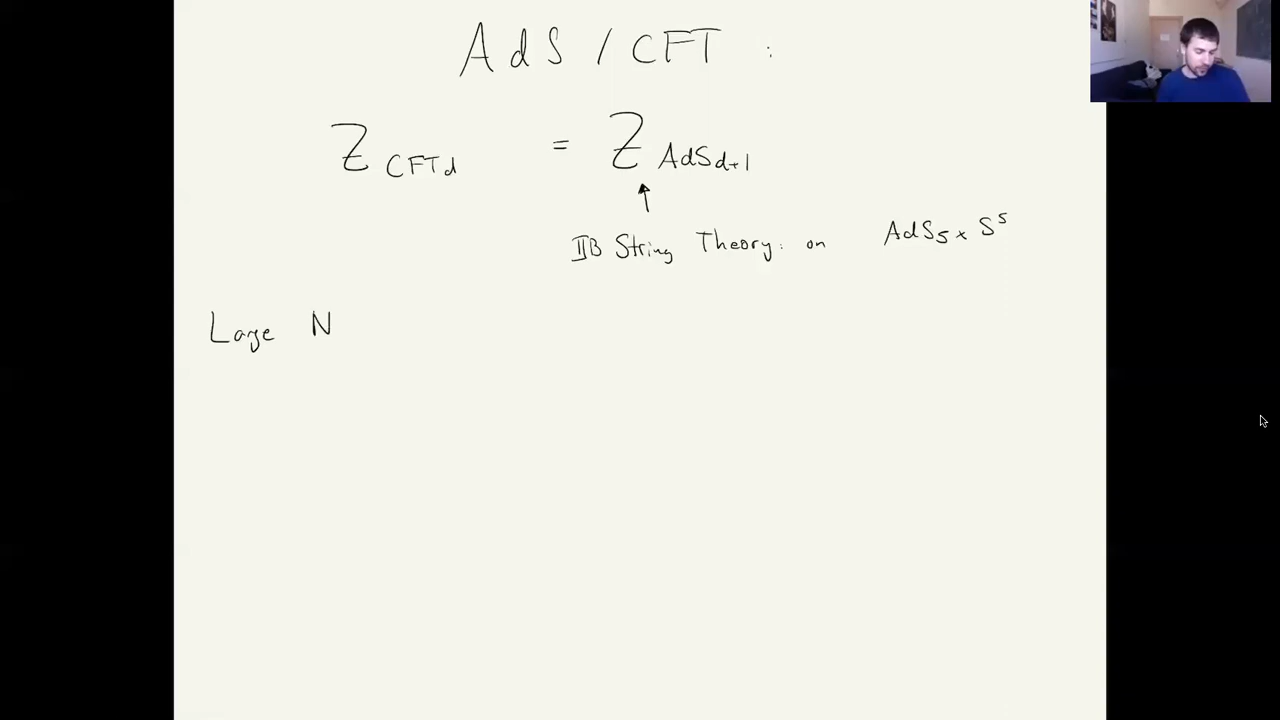 AdS / CFT :
Z CFTd = Z AdSd+1
IIB String Theory: on AdS5 x S5
Large N